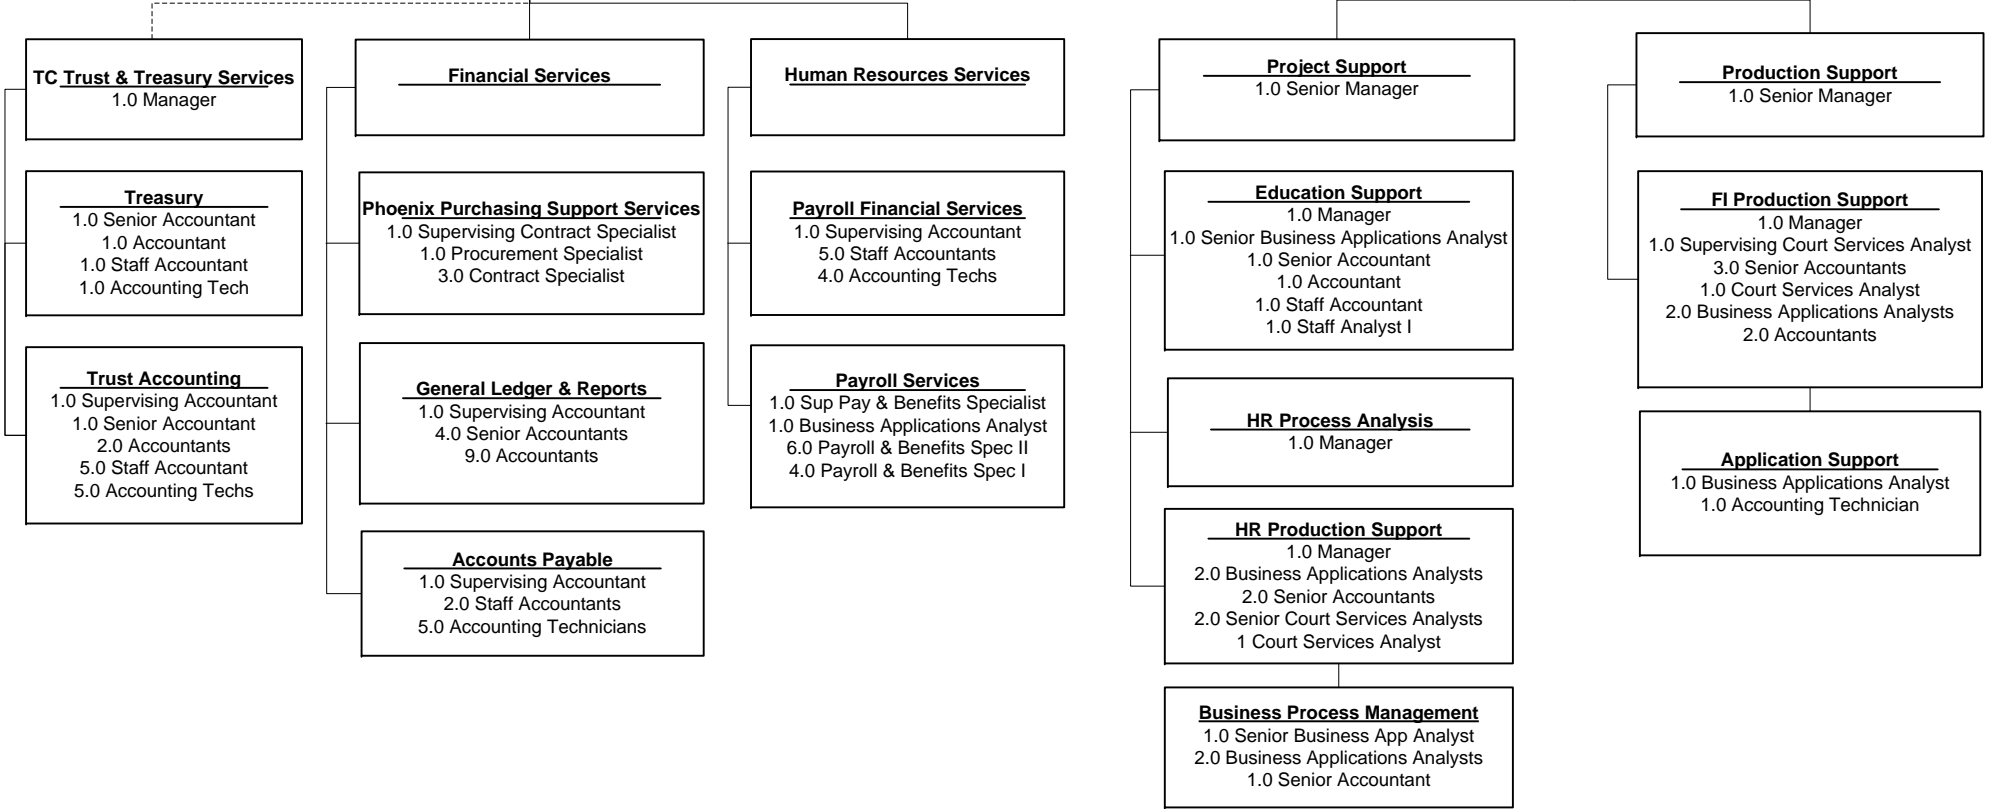 TC Trust & Treasury Services
1.0 Manager
Treasury
1.0 Senior Accountant
1.0 Accountant
1.0 Staff Accountant
1.0 Accounting Tech
Trust Accounting
1.0 Supervising Accountant
1.0 Senior Accountant
2.0 Accountants
5.0 Staff Accountant
5.0 Accounting Techs
Financial Services
Phoenix Purchasing Support Services
1.0 Supervising Contract Specialist
1.0 Procurement Specialist
3.0 Contract Specialist
General Ledger & Reports
1.0 Supervising Accountant
4.0 Senior Accountants
9.0 Accountants
Accounts Payable
1.0 Supervising Accountant
2.0 Staff Accountants
5.0 Accounting Technicians
Human Resources Services
Payroll Financial Services
1.0 Supervising Accountant
5.0 Staff Accountants
4.0 Accounting Techs
Payroll Services
1.0 Sup Pay & Benefits Specialist
1.0 Business Applications Analyst
6.0 Payroll & Benefits Spec II
4.0 Payroll & Benefits Spec I
Project Support
1.0 Senior Manager
Education Support
1.0 Manager
1.0 Senior Business Applications Analyst
1.0 Senior Accountant
1.0 Accountant
1.0 Staff Accountant
1.0 Staff Analyst I
HR Process Analysis
1.0 Manager
HR Production Support
1.0 Manager
2.0 Business Applications Analysts
2.0 Senior Accountants
2.0 Senior Court Services Analysts
1 Court Services Analyst
Business Process Management
1.0 Senior Business App Analyst
2.0 Business Applications Analysts
1.0 Senior Accountant
Production Support
1.0 Senior Manager
FI Production Support
1.0 Manager
1.0 Supervising Court Services Analyst
3.0 Senior Accountants
1.0 Court Services Analyst
2.0 Business Applications Analysts
2.0 Accountants
Application Support
1.0 Business Applications Analyst
1.0 Accounting Technician